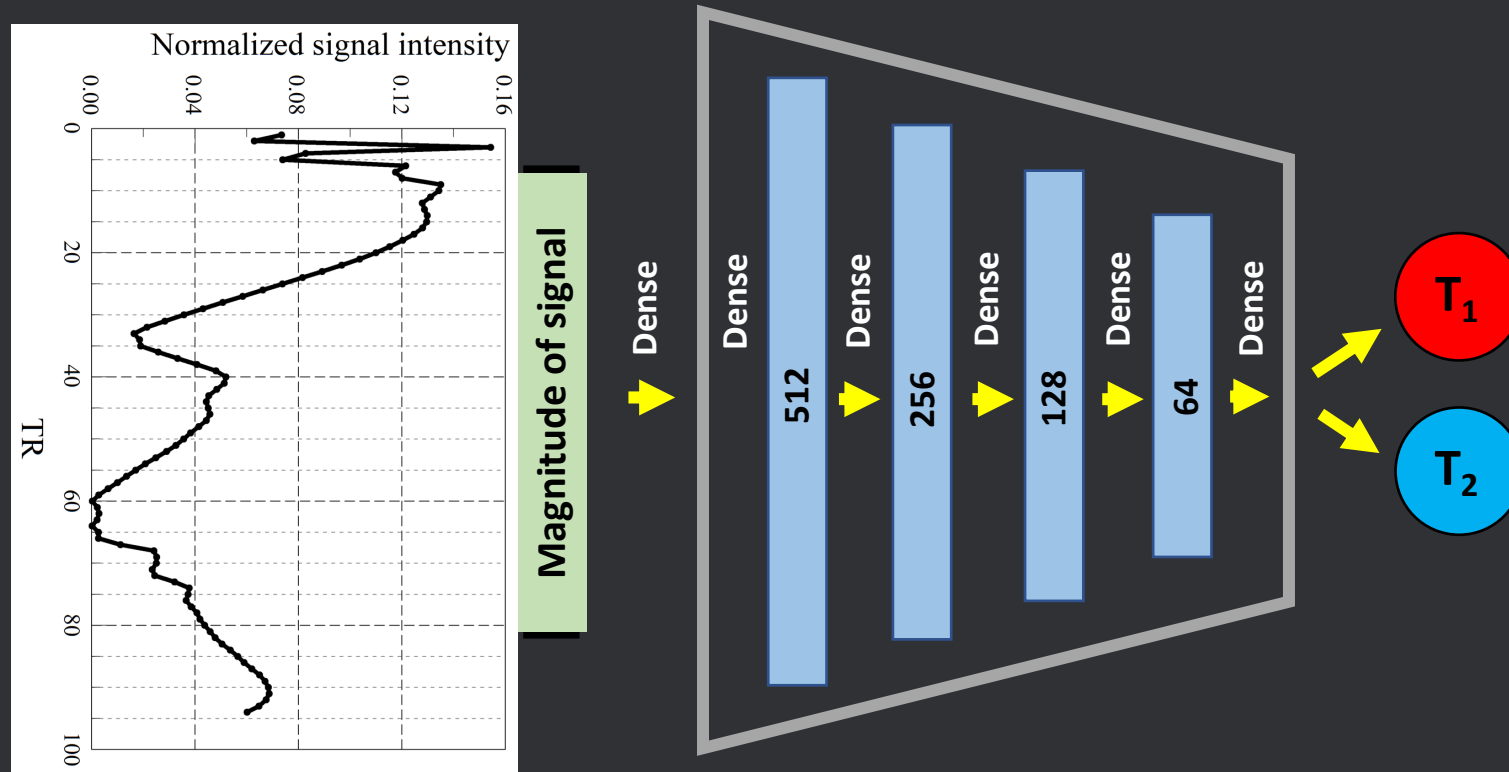 Normalized signal intensity
0.00
0.04
0.08
0.12
0.16
0
20
40
60
80
100
TR
Magnitude of signal
Dense
Dense
512
Dense
256
Dense
128
Dense
64
Dense
T₁
T₂